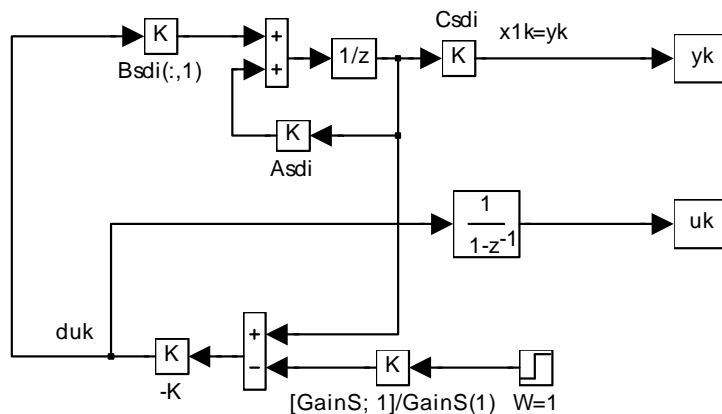 Csdi
K
+
+
1/z
K
x1k=yk
yk
Bsdi(:,1)
K
Asdi
1
1-z-1
uk
duk
K
-K
+
−
K
[GainS; 1]/GainS(1)
W=1